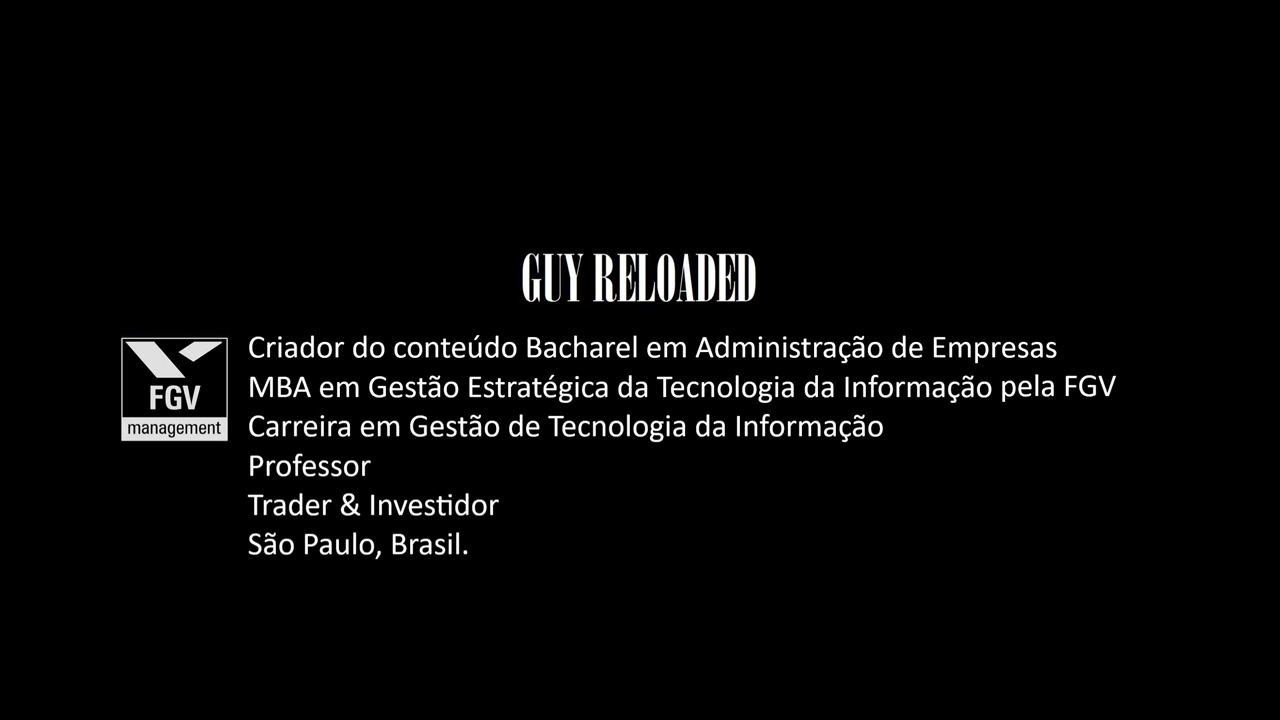 GUY RELOADED
FGV
management
Criador do conteúdo Bacharel em Administração de Empresas
MBA em Gestão Estratégica da Tecnologia da Informação pela FGV
Carreira em Gestão de Tecnologia da Informação
Professor
Trader & Investidor
São Paulo, Brasil.